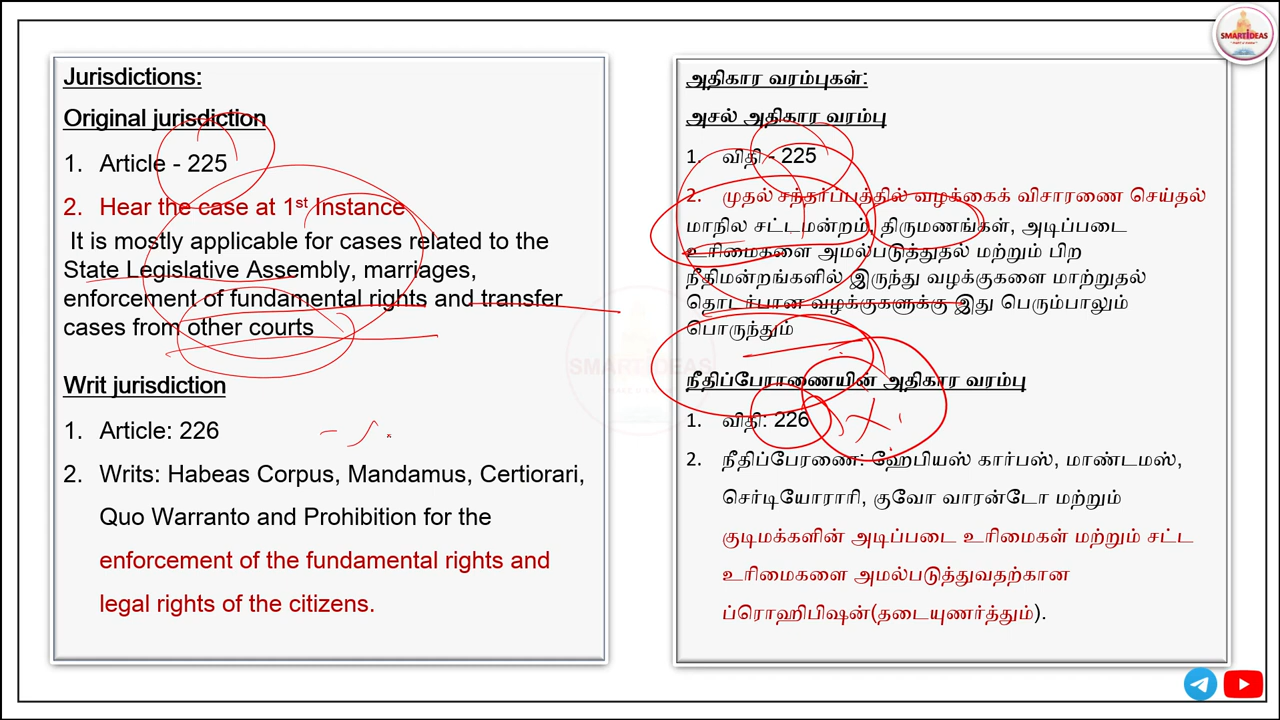 SMARTIDEAS
Jurisdictions:
Original jurisdiction
1. Article - 225
2. Hear the case at 1st Instance
It is mostly applicable for cases related to the
State Legislative Assembly, marriages,
enforcement of fundamental rights and transfer
cases from other courts
Writ jurisdiction
1. Article: 226
2. Writs: Habeas Corpus, Mandamus, Certiorari,
Quo Warranto and Prohibition for the
enforcement of the fundamental rights and
legal rights of the citizens.
அதிகார வரம்புகள்:
அசல் அதிகார வரம்பு
1. விதி - 225
2. முதல் சந்தர்ப்பத்தில் வழக்கைக் விசாரணை செய்தல்
மாநில சட்டமன்றம், திருமணங்கள், அடிப்படை
உரிமைகளை அமல்படுத்துதல் மற்றும் பிற
நீதிமன்றங்களில் இருந்து வழக்குகளை மாற்றுதல்
தொடர்பான வழக்குகளுக்கு இது பெரும்பாலும்
பொருந்தும்
நீதிப்பேராணையின் அதிகார வரம்பு
1. விதி: 226
2. நீதிப்பேரணை: ஹேபியஸ் கார்பஸ், மாண்டமஸ்,
செர்டியோராரி, குவோ வாரன்டோ மற்றும்
குடிமக்களின் அடிப்படை உரிமைகள் மற்றும் சட்ட
உரிமைகளை அமல்படுத்துவதற்கான
ப்ரொஹிபிஷன்(தடையுணர்த்தும்).
SMARTIDEAS